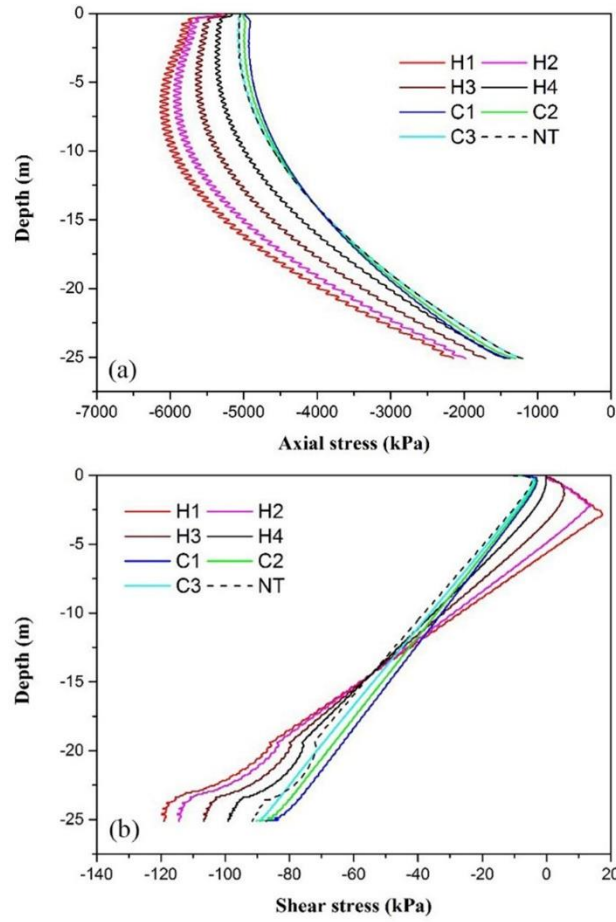 0
-5
-10
-15
-20
-25
Depth (m)
H1 H2
H3 H4
C1 C2
C3 NT
(a)
-7000 -6000 -5000 -4000 -3000 -2000 -1000 0
Axial stress (kPa)
0
-5
-10
-15
-20
-25
Depth (m)
H1 H2
H3 H4
C1 C2
C3 NT
(b)
-140 -120 -100 -80 -60 -40 -20 0 20
Shear stress (kPa)